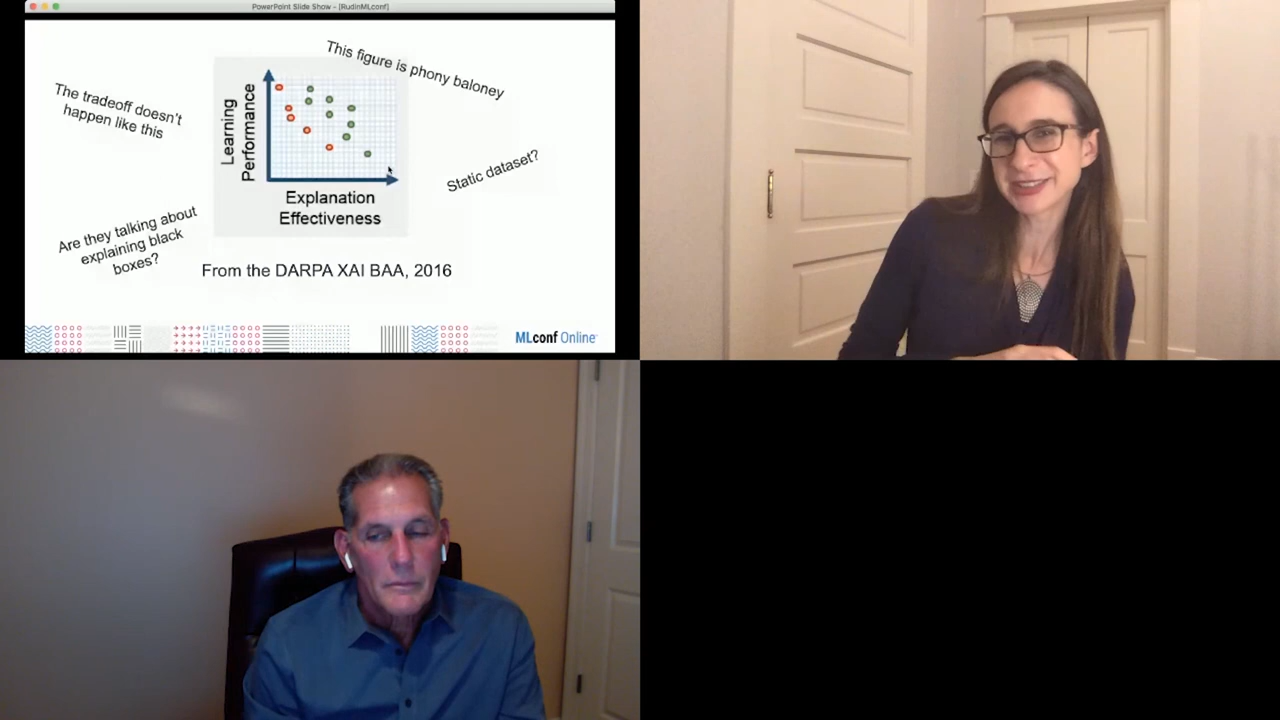 PowerPoint Slide Show - [RudinMLconf]
This figure is phony baloney
The tradeoff doesn't
happen like this
Learning
Performance
Static dataset?
Explanation
Effectiveness
Are they talking about
explaining black
boxes?
From the DARPA XAI BAA, 2016
MLconf Online